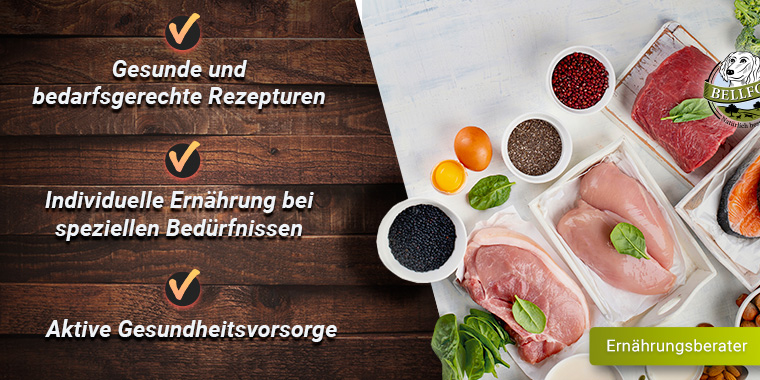 Gesunde und
bedarfsgerechte Rezepturen
Individuelle Ernährung bei
speziellen Bedürfnissen
Aktive Gesundheitsvorsorge
Ernährungsberater